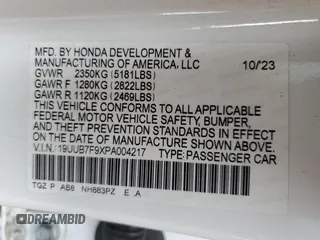 MFD. BY HONDA DEVELOPMENT &
MANUFACTURING OF AMERICA, LLC 10/23
GVWR 2350KG (5181LBS)
GAWR F 1280KG (2822LBS)
GAWR R 1120KG (2469LBS)
THIS VEHICLE CONFORMS TO ALL APPLICABLE
FEDERAL MOTOR VEHICLE SAFETY, BUMPER,
AND THEFT PREVENTION STANDARDS IN EFFECT ON
THE DATE OF MANUFACTURE SHOWN ABOVE.
V.I.N.: 19UUB7F9XPA004217 TYPE: PASSENGER CAR
TGZ P AB6 NH883PZ E A
© DREAMBID AUTO